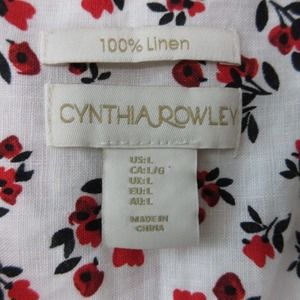 100% Linen
CYNTHIA ROWLEY
US:L
CA:L/G
UK:L
EU:L
AU:L
MADE IN
CHINA